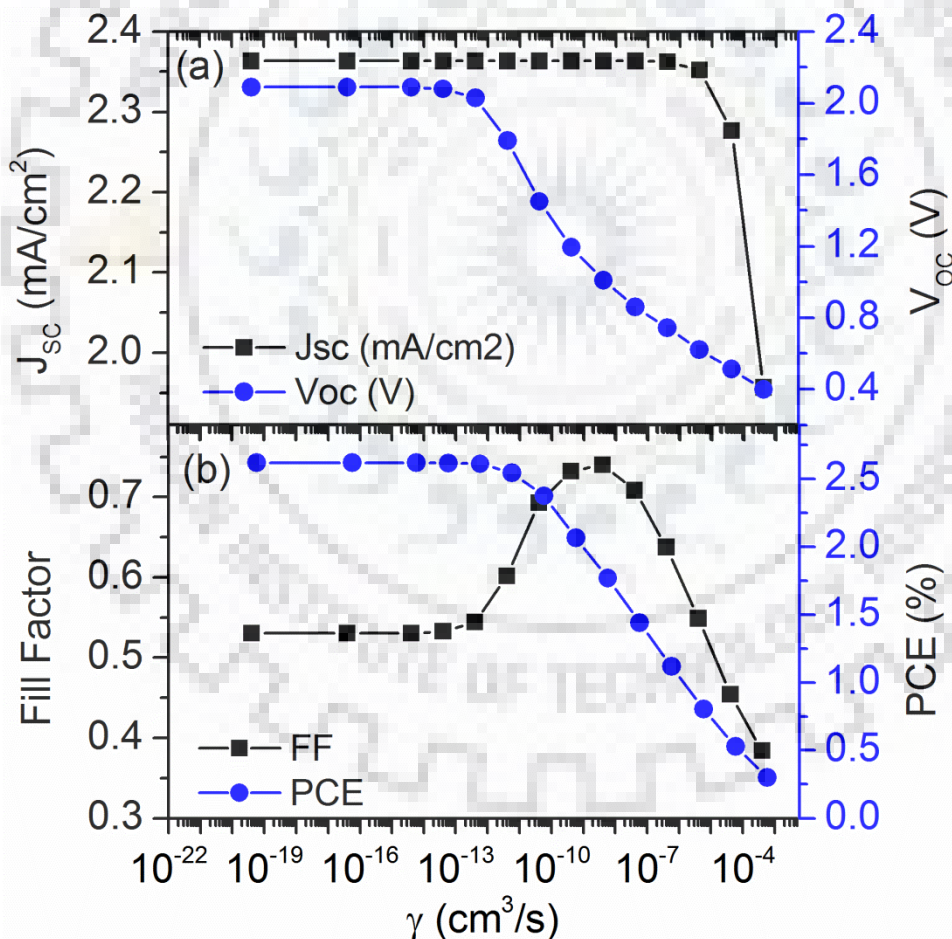 (a)
2.4
2.3
2.2
2.1
2.0
J_SC (mA/cm²)
2.4
2.0
1.6
1.2
0.8
0.4
V_OC (V)
Jsc (mA/cm2)
Voc (V)
(b)
0.7
0.6
0.5
0.4
0.3
Fill Factor
2.5
2.0
1.5
1.0
0.5
0.0
PCE (%)
FF
PCE
10⁻²² 10⁻¹⁹ 10⁻¹⁶ 10⁻¹³ 10⁻¹⁰ 10⁻⁷ 10⁻⁴
γ (cm³/s)